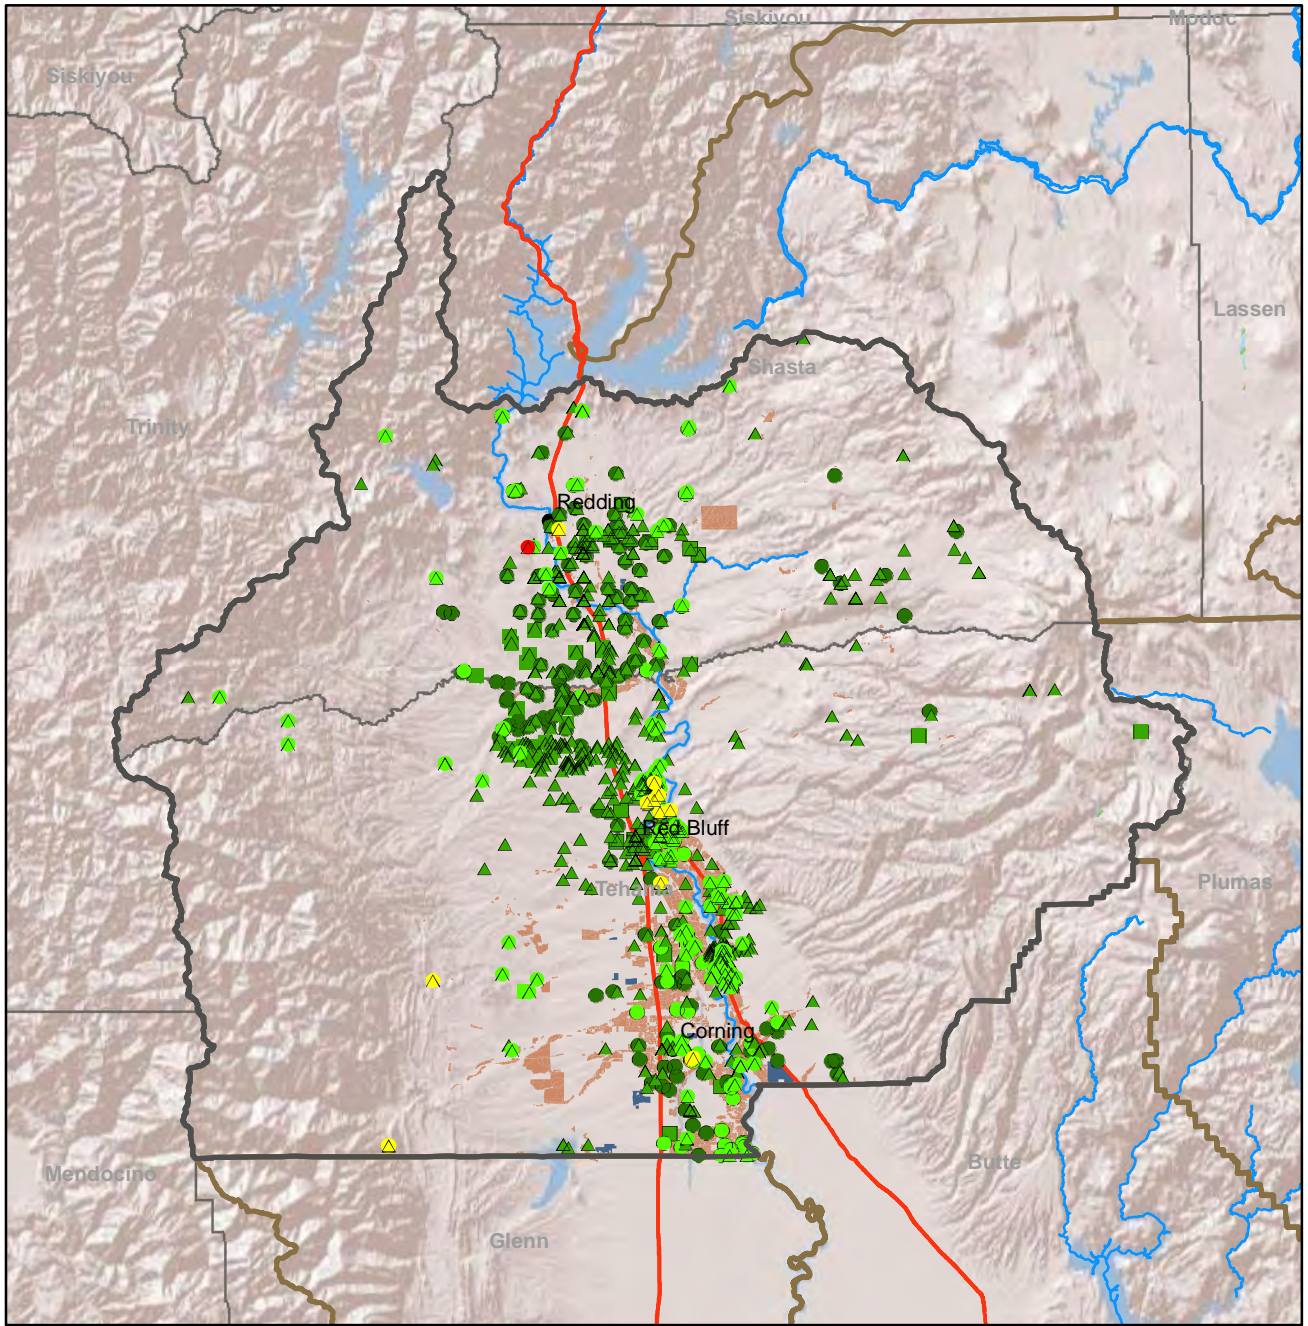 Siskiyou
Modoc
Siskiyou
Lassen
Shasta
Trinity
Redding
Red Bluff
Tehama
Plumas
Corning
Butte
Mendocino
Glenn